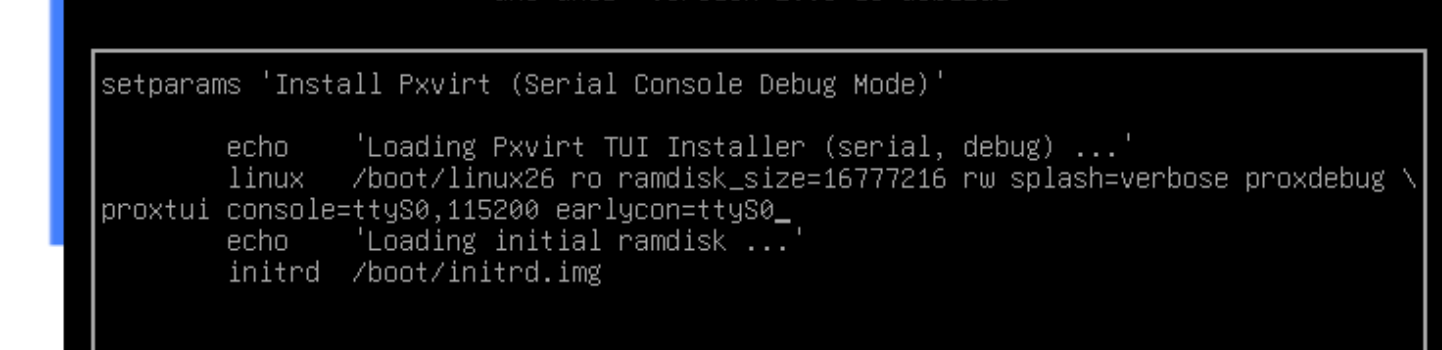 setparams 'Install Pxvirt (Serial Console Debug Mode)'
echo 'Loading Pxvirt TUI Installer (serial, debug) ...'
linux /boot/linux26 ro ramdisk_size=16777216 rw splash=verbose proxdebug \
proxtui console=ttyS0,115200 earlycon=ttyS0_
echo 'Loading initial ramdisk ...'
initrd /boot/initrd.img